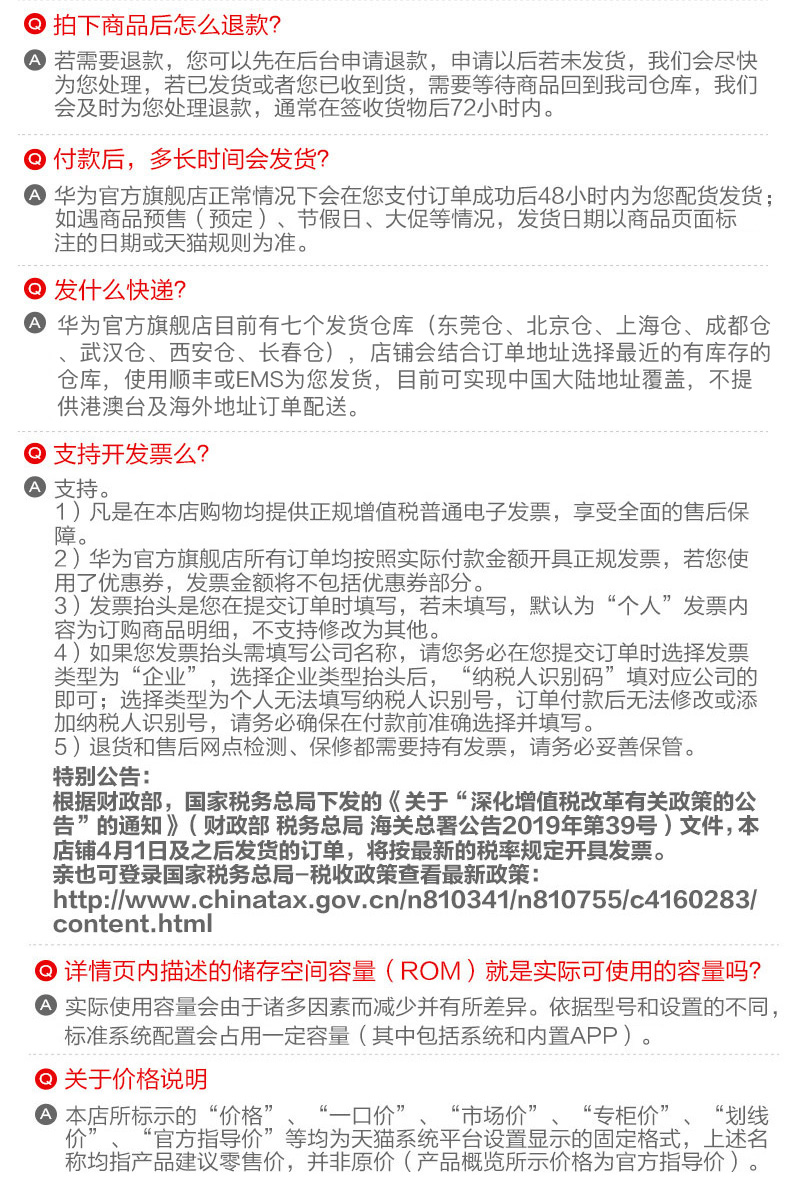 Q 拍下商品后怎么退款?
A 若需要退款，您可以先在后台申请退款，申请以后若未发货，我们会尽快
为您处理，若已发货或者您已收到货，需要等待商品回到我司仓库，我们
会及时为您处理退款，通常在签收货物后72小时内。
Q 付款后，多长时间会发货?
A 华为官方旗舰店正常情况下会在您支付订单成功后48小时内为您配货发货；
如遇商品预售（预定）、节假日、大促等情况，发货日期以商品页面标
注的日期或天猫规则为准。
Q 发什么快递?
A 华为官方旗舰店目前有七个发货仓库（东莞仓、北京仓、上海仓、成都仓
、武汉仓、西安仓、长春仓），店铺会结合订单地址选择最近的有库存的
仓库，使用顺丰或EMS为您发货，目前可实现中国大陆地址覆盖，不提
供港澳台及海外地址订单配送。
Q 支持开发票么?
A 支持。
1）凡是在本店购物均提供正规增值税普通电子发票，享受全面的售后保
障。
2）华为官方旗舰店所有订单均按照实际付款金额开具正规发票，若您使
用了优惠券，发票金额将不包括优惠券部分。
3）发票抬头是您在提交订单时填写，若未填写，默认为“个人”发票内
容为订购商品明细，不支持修改为其他。
4）如果您发票抬头需填写公司名称，请您务必在您提交订单时选择发票
类型为“企业”，选择企业类型抬头后，“纳税人识别码”填对应公司的
即可；选择类型为个人无法填写纳税人识别号，订单付款后无法修改或添
加纳税人识别号，请务必确保在付款前准确选择并填写。
5）退货和售后网点检测、保修都需要持有发票，请务必妥善保管。
特别公告：
根据财政部，国家税务总局下发的《关于“深化增值税改革有关政策的公
告”的通知》（财政部 税务总局 海关总署公告2019年第39号）文件，本
店铺4月1日及之后发货的订单，将按最新的税率规定开具发票。
亲也可登录国家税务总局-税收政策查看最新政策：
http://www.chinatax.gov.cn/n810341/n810755/c4160283/
content.html
Q 详情页内描述的储存空间容量（ROM）就是实际可使用的容量吗?
A 实际使用容量会由于诸多因素而减少并有所差异。依据型号和设置的不同，
标准系统配置会占用一定容量（其中包括系统和内置APP）。
Q 关于价格说明
A 本店所标示的“价格”、“一口价”、“市场价”、“专柜价”、“划线
价”、“官方指导价”等均为天猫系统平台设置显示的固定格式，上述名
称均指产品建议零售价，并非原价（产品概览所示价格为官方指导价）。